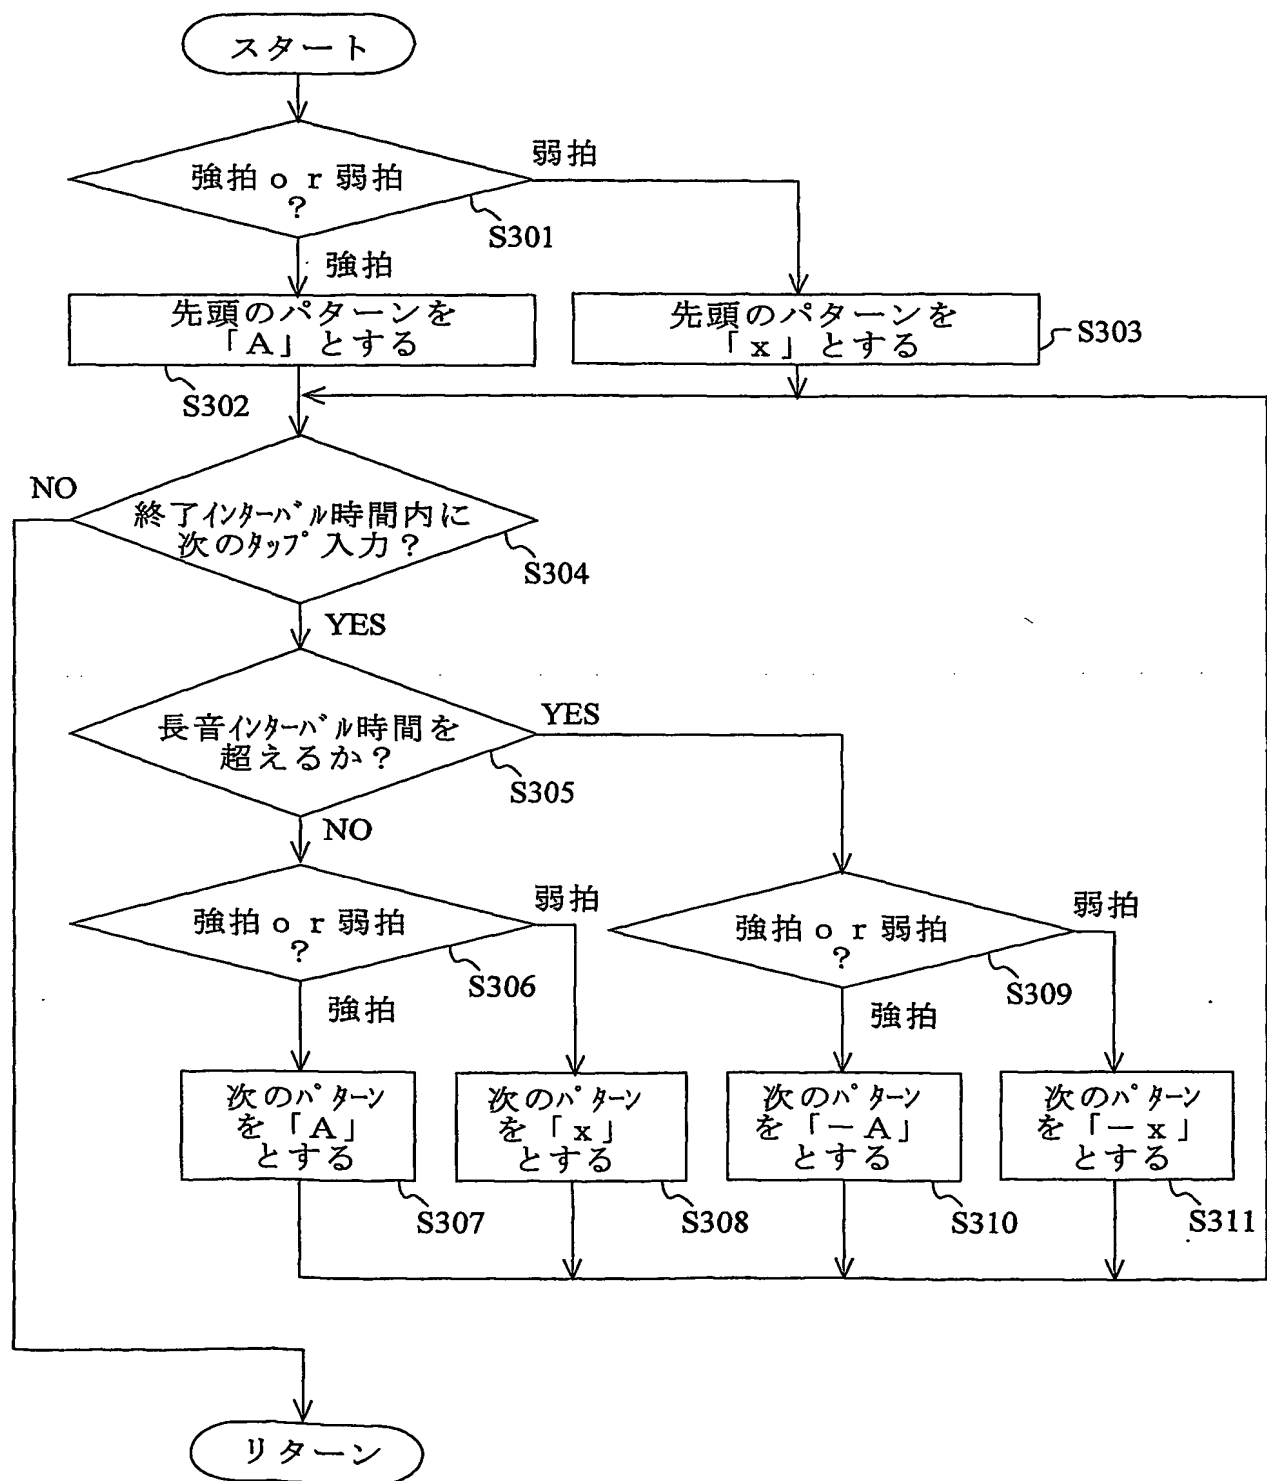 スタート
強拍or弱拍
?
弱拍
S301
強拍
先頭のパターンを
「A」とする
S302
先頭のパターンを
「x」とする
S303
NO
終了インターバル時間内に
次のタップ入力?
S304
YES
長音インターバル時間を
超えるか?
YES
S305
NO
強拍or弱拍
?
弱拍
S306
強拍
強拍or弱拍
?
弱拍
S309
強拍
次のパターン
を「A」
とする
S307
次のパターン
を「x」
とする
S308
次のパターン
を「-A」
とする
S310
次のパターン
を「-x」
とする
S311
リターン